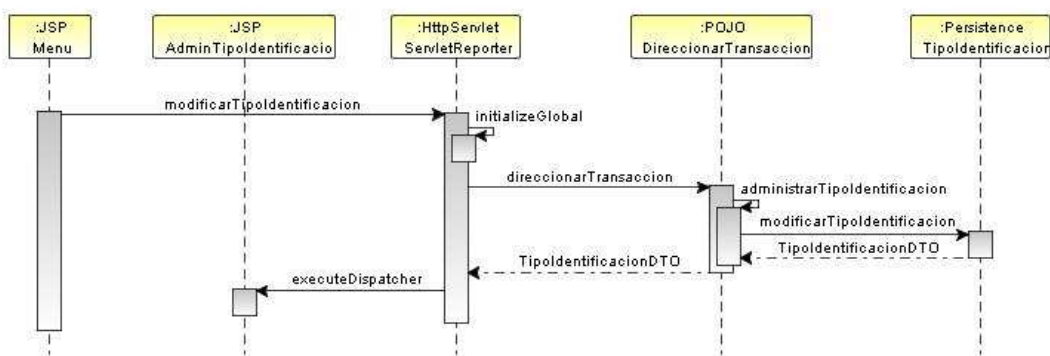 :JSP
Menu
:JSP
AdminTipoIdentificacio
:HttpServlet
ServletReporter
:POJO
DireccionarTransaccion
:Persistence
TipoIdentificacion
modificarTipoIdentificacion
initializeGlobal
direccionarTransaccion
administrarTipoIdentificacion
modificarTipoIdentificacion
TipoIdentificacionDTO
TipoIdentificacionDTO
executeDispatcher